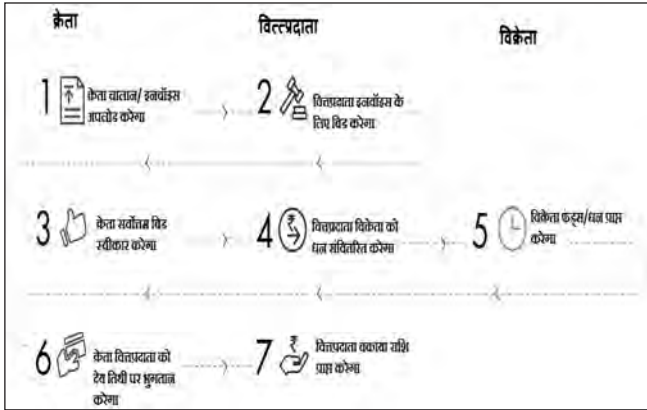 क्रेता
वित्त्प्रदाता
विक्रेता
1
क्रेता चालान/ इनवॉइस
अपलोड करेगा
2
वित्तप्रदाता इनवॉइस के
लिए बिड करेगा
3
क्रेता सर्वोत्तम बिड
स्वीकार करेगा
4
वित्तप्रदाता विक्रेता को
धन संवितरित करेगा
5
विक्रेता फंड्स/धन प्राप्त
करेगा
6
क्रेता वित्तप्रदाता को
देय तिथी पर भुगतान
करेगा
7
वित्तप्रदाता बकाया राशि
प्राप्त करेगा